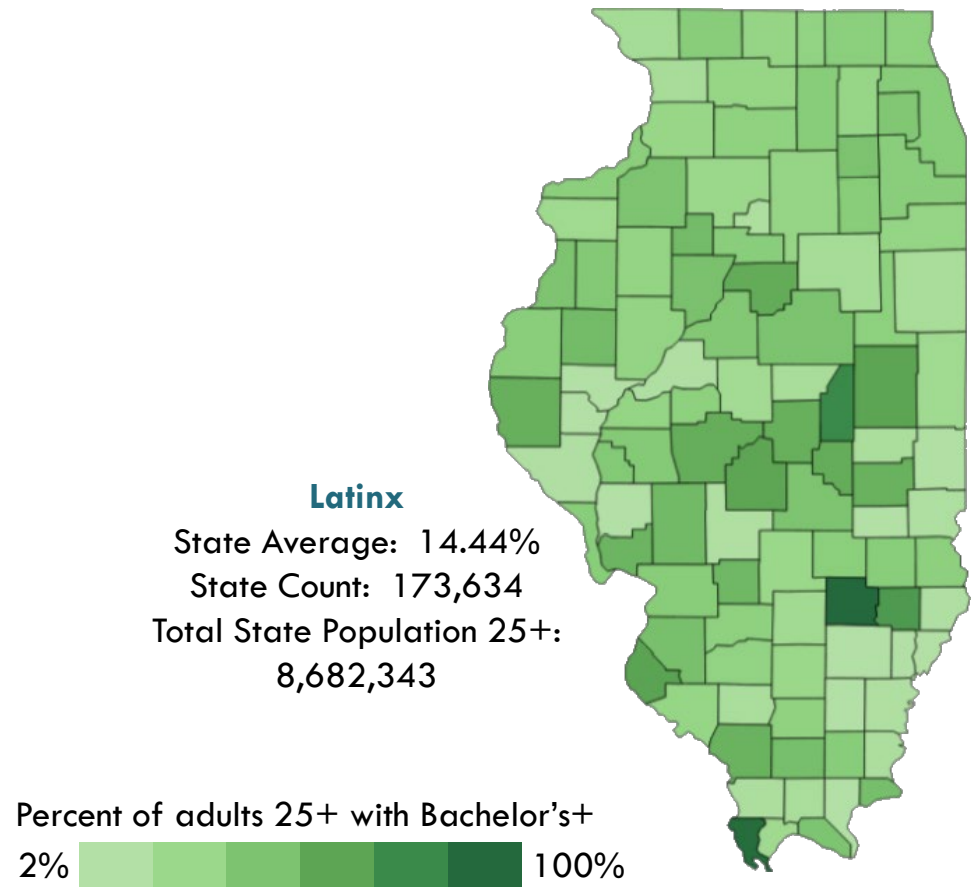 Latinx
State Average: 14.44%
State Count: 173,634
Total State Population 25+:
8,682,343
Percent of adults 25+ with Bachelor's+
2% 100%